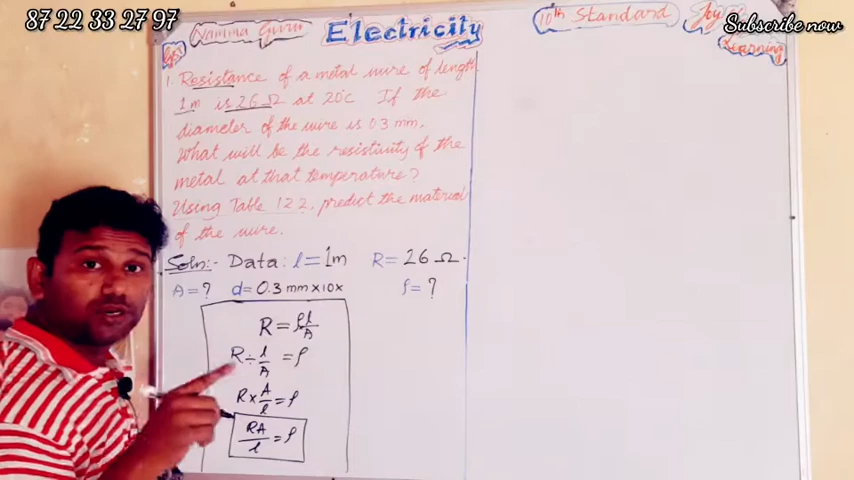 87 22 33 27 97
Namma Guru
Electricity
10th Standard
Joy
Learning
Subscribe now
1. Resistance of a metal wire of length
1m is 26 Ω at 20°C If the
diameter of the wire is 0.3 mm,
What will be the resistivity of the
metal at that temperature?
Using Table 12.2, predict the material
of the wire.
Soln:- Data: l=1m R= 26 Ω.
A=? d=0.3 mm×10× ρ=?
R=ρl/A
R÷l/A =ρ
R×A/l=ρ
RA/l=ρ